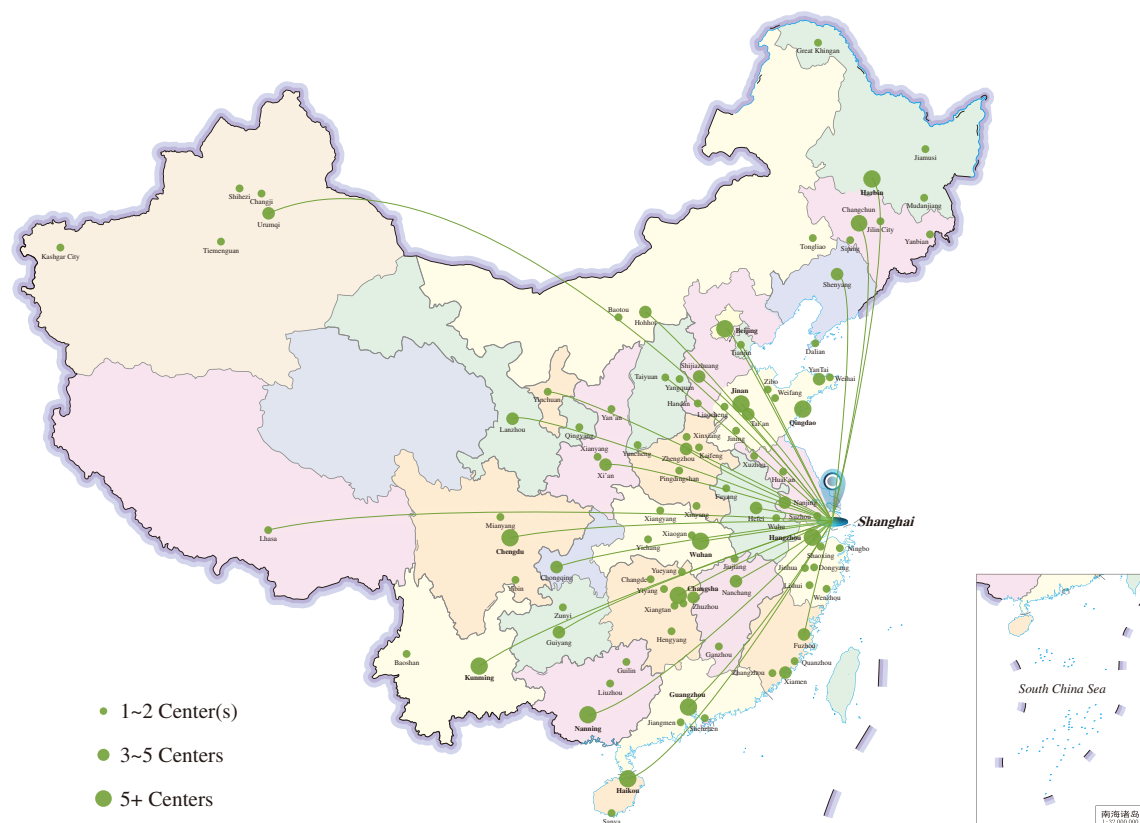 Great Khingan
Jiamusi
Harbin
Mudanjiang
Shihezi
Changji
Urumqi
Changchun
Jilin City
Yanbian
Tongliao
Siping
Tiemenguan
Kashgar City
Shenyang
Baotou
Hohhot
Beijing
Tianjin
Dalian
Shijiazhuang
YanTai
Weihai
Taiyuan
Yangquan
Zibo
Weifang
Yinchuan
Jinan
Handan
Liaocheng
Qingdao
Yan'an
Tai'an
Lanzhou
Qingyang
Xinxiang
Jining
Yuncheng
Kaifeng
Xianyang
Zhengzhou
Xuzhou
Xi'an
Pingdingshan
Huai'an
Fuyang
Nanjing
Xinyang
Suzhou
Mianyang
Xiangyang
Hefei
Wuhu
Shanghai
Lhasa
Xiaogan
Hangzhou
Chengdu
Yichang
Wuhan
Shaoxing
Ningbo
Jiujiang
Jinhua
Dongyang
Chongqing
Yueyang
Changde
Yibin
Yiyang
Changsha
Nanchang
Lishui
Wenzhou
Zunyi
Xiangtan
Zhuzhou
Guiyang
Hengyang
Fuzhou
Baoshan
Ganzhou
Guilin
Quanzhou
Kunming
Zhangzhou
Xiamen
Liuzhou
Guangzhou
South China Sea
1~2 Center(s)
Nanning
Jiangmen
Shenzhen
3~5 Centers
Haikou
5+ Centers
Sanya
南海诸岛
1:32 000 000